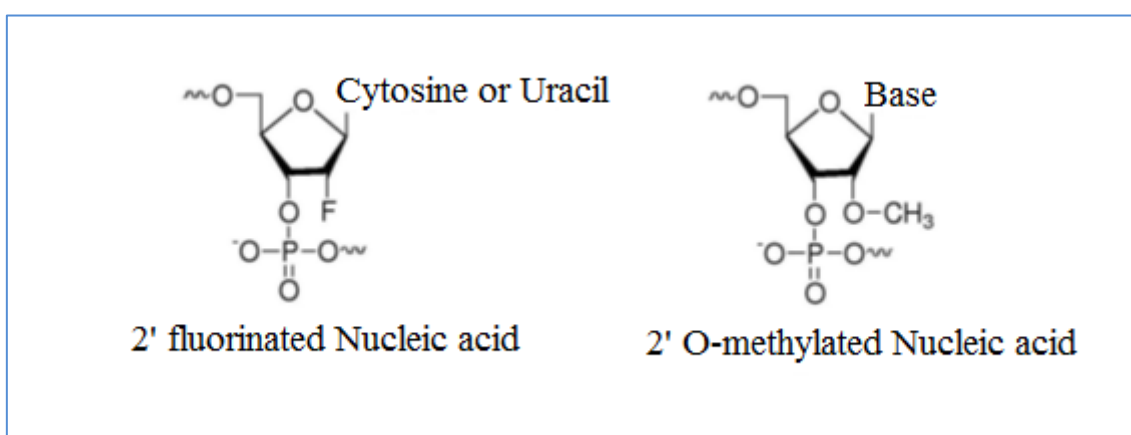 O O Cytosine or Uracil
O F
⁻O-P-O
O
2' fluorinated Nucleic acid
O O Base
O O-CH₃
⁻O-P-O
O
2' O-methylated Nucleic acid